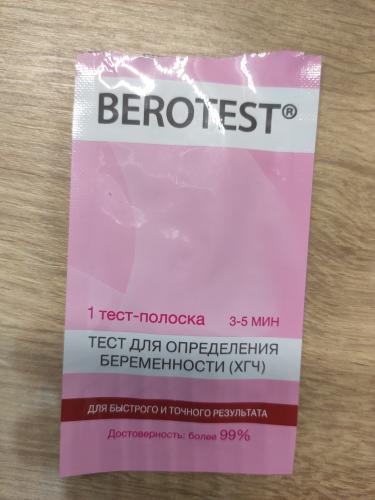 BEROTEST®
1 тест-полоска 3-5 МИН
ТЕСТ ДЛЯ ОПРЕДЕЛЕНИЯ
БЕРЕМЕННОСТИ (ХГЧ)
ДЛЯ БЫСТРОГО И ТОЧНОГО РЕЗУЛЬТАТА
Достоверность: более 99%